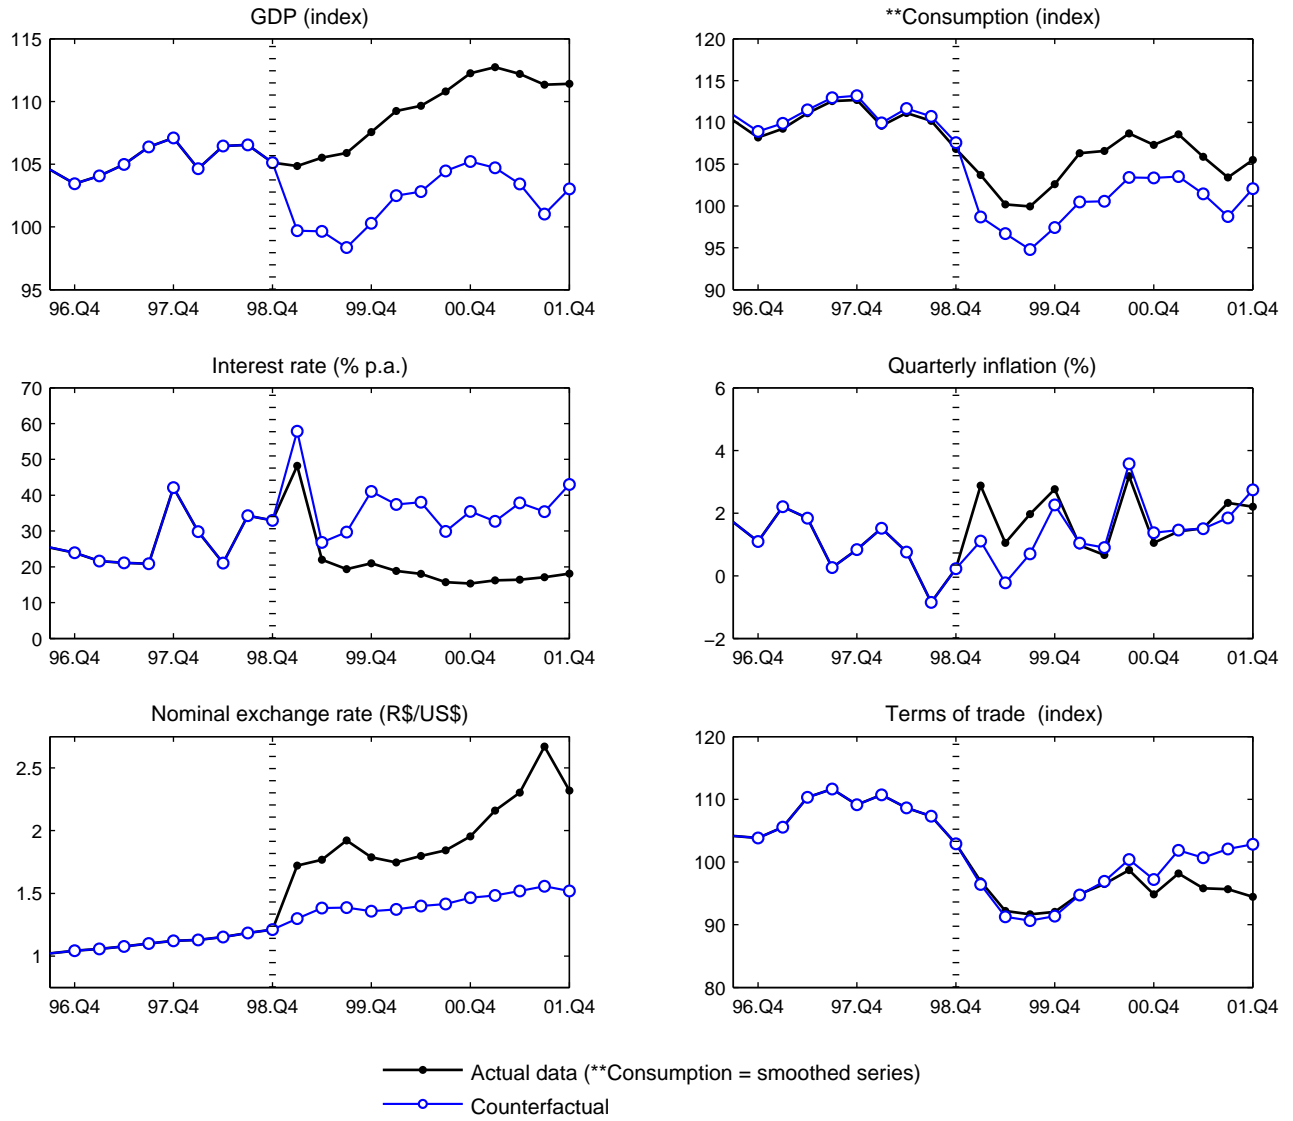 GDP (index)
115
110
105
100
95
96.Q4 97.Q4 98.Q4 99.Q4 00.Q4 01.Q4
**Consumption (index)
120
115
110
105
100
95
90
96.Q4 97.Q4 98.Q4 99.Q4 00.Q4 01.Q4
Interest rate (% p.a.)
70
60
50
40
30
20
10
0
96.Q4 97.Q4 98.Q4 99.Q4 00.Q4 01.Q4
Quarterly inflation (%)
6
4
2
0
−2
96.Q4 97.Q4 98.Q4 99.Q4 00.Q4 01.Q4
Nominal exchange rate (R$/US$)
2.5
2
1.5
1
96.Q4 97.Q4 98.Q4 99.Q4 00.Q4 01.Q4
Terms of trade (index)
120
110
100
90
80
96.Q4 97.Q4 98.Q4 99.Q4 00.Q4 01.Q4
Actual data (**Consumption = smoothed series)
Counterfactual